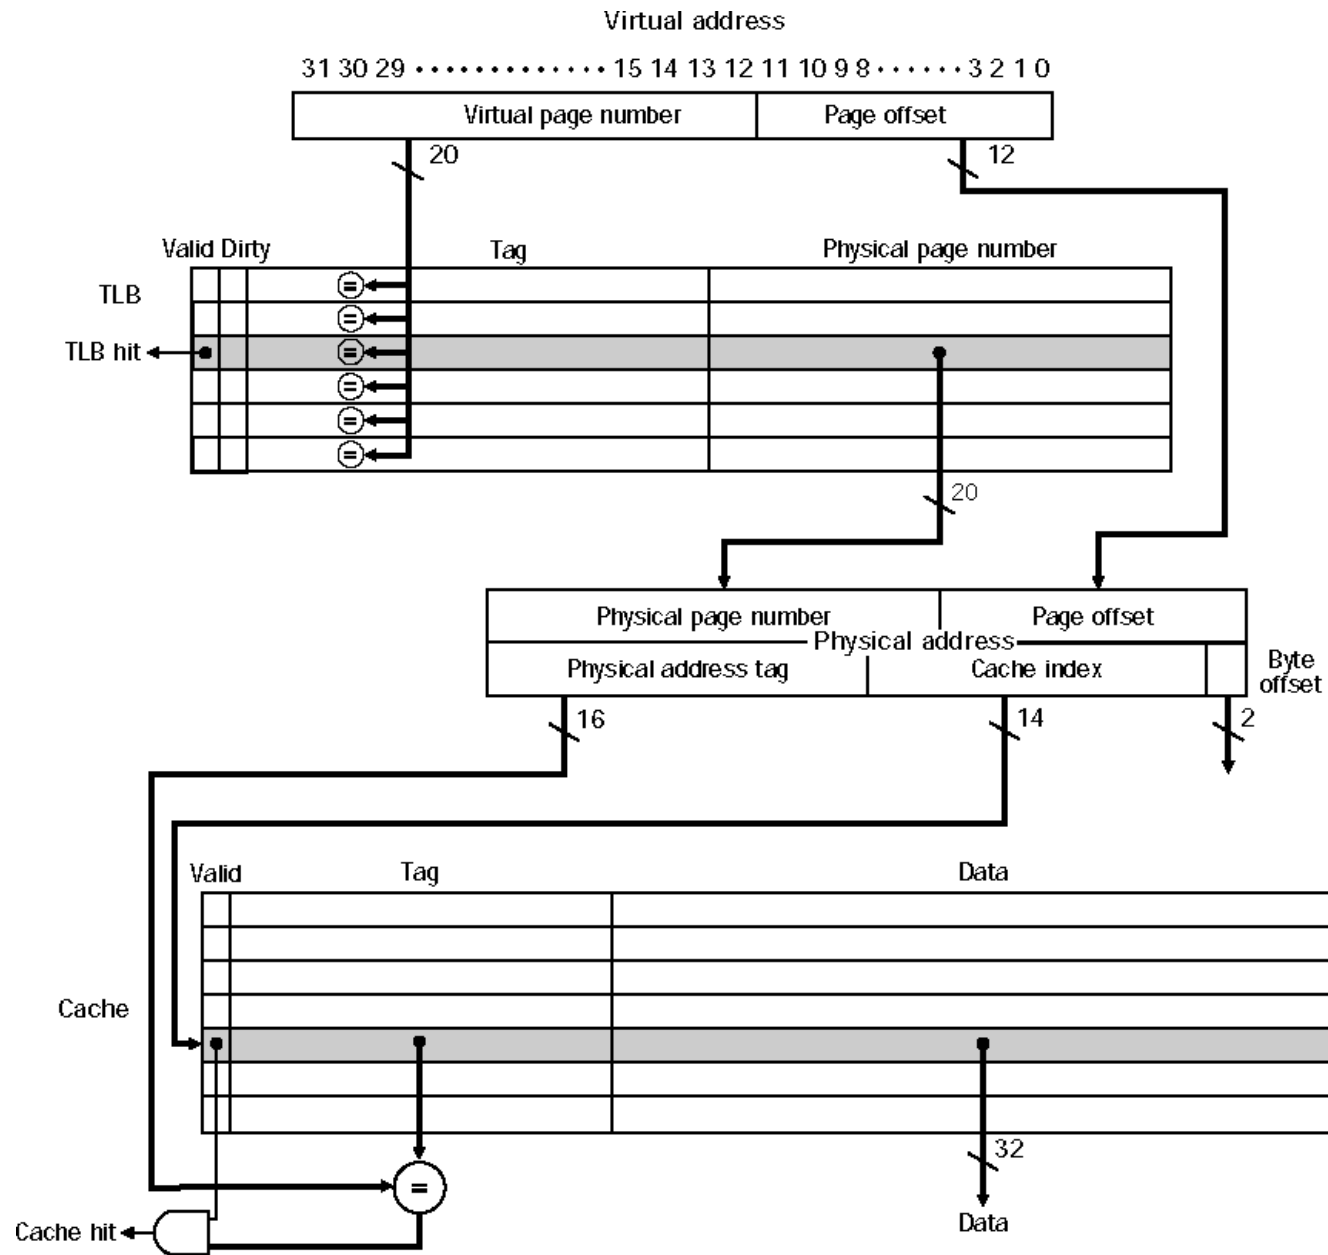 Virtual address
31 30 29 ············· 15 14 13 12 11 10 9 8 ······ 3 2 1 0
Virtual page number Page offset
20 12
Valid Dirty Tag Physical page number
TLB
=
=
TLB hit =
=
=
=
20
Physical page number Page offset
Physical address
Physical address tag Cache index Byte
offset
16 14 2
Valid Tag Data
Cache
32
=
Data
Cache hit